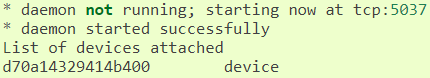 * daemon not running; starting now at tcp:5037
* daemon started successfully
List of devices attached
d70a14329414b400        device